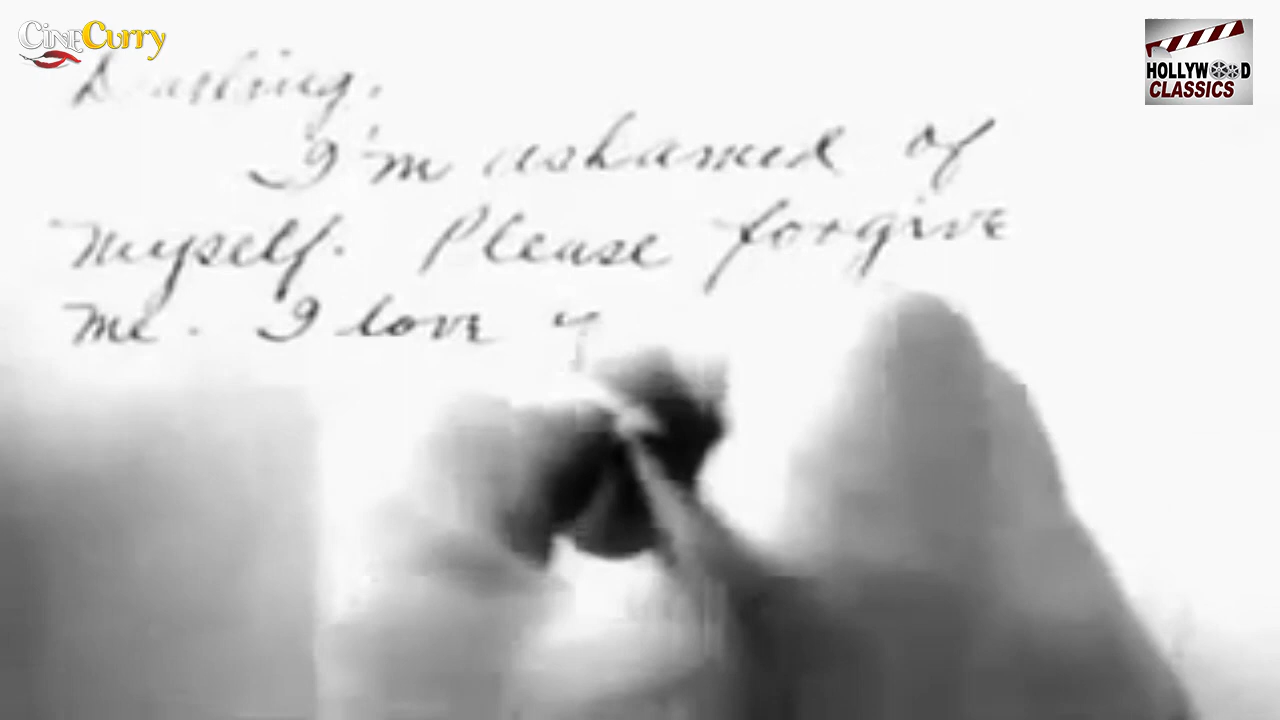 CineCurry
HOLLYWOOD
CLASSICS
Darling,
I'm ashamed of
myself. Please forgive
me. I love y